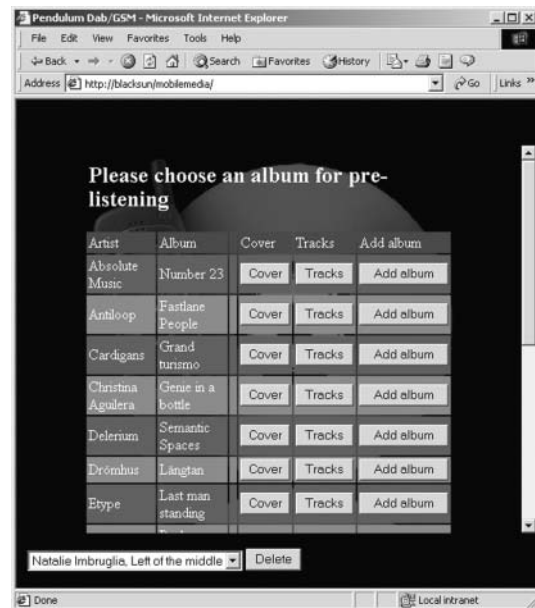 Pendulum Dab/GSM - Microsoft Internet Explorer
File Edit View Favorites Tools Help
Back Search Favorites History
Address http://blacksun/mobilemedia/ Go Links »
Please choose an album for pre-
listening
Artist Album Cover Tracks Add album
Absolute
Music Number 23 Cover Tracks Add album
Antiloop Fastlane
People Cover Tracks Add album
Cardigans Grand
turismo Cover Tracks Add album
Christina
Aguilera Genie in a
bottle Cover Tracks Add album
Delerium Semantic
Spaces Cover Tracks Add album
Drömhus Längtan Cover Tracks Add album
Etype Last man
standing Cover Tracks Add album
Natalie Imbruglia, Left of the middle Delete
Done Local intranet